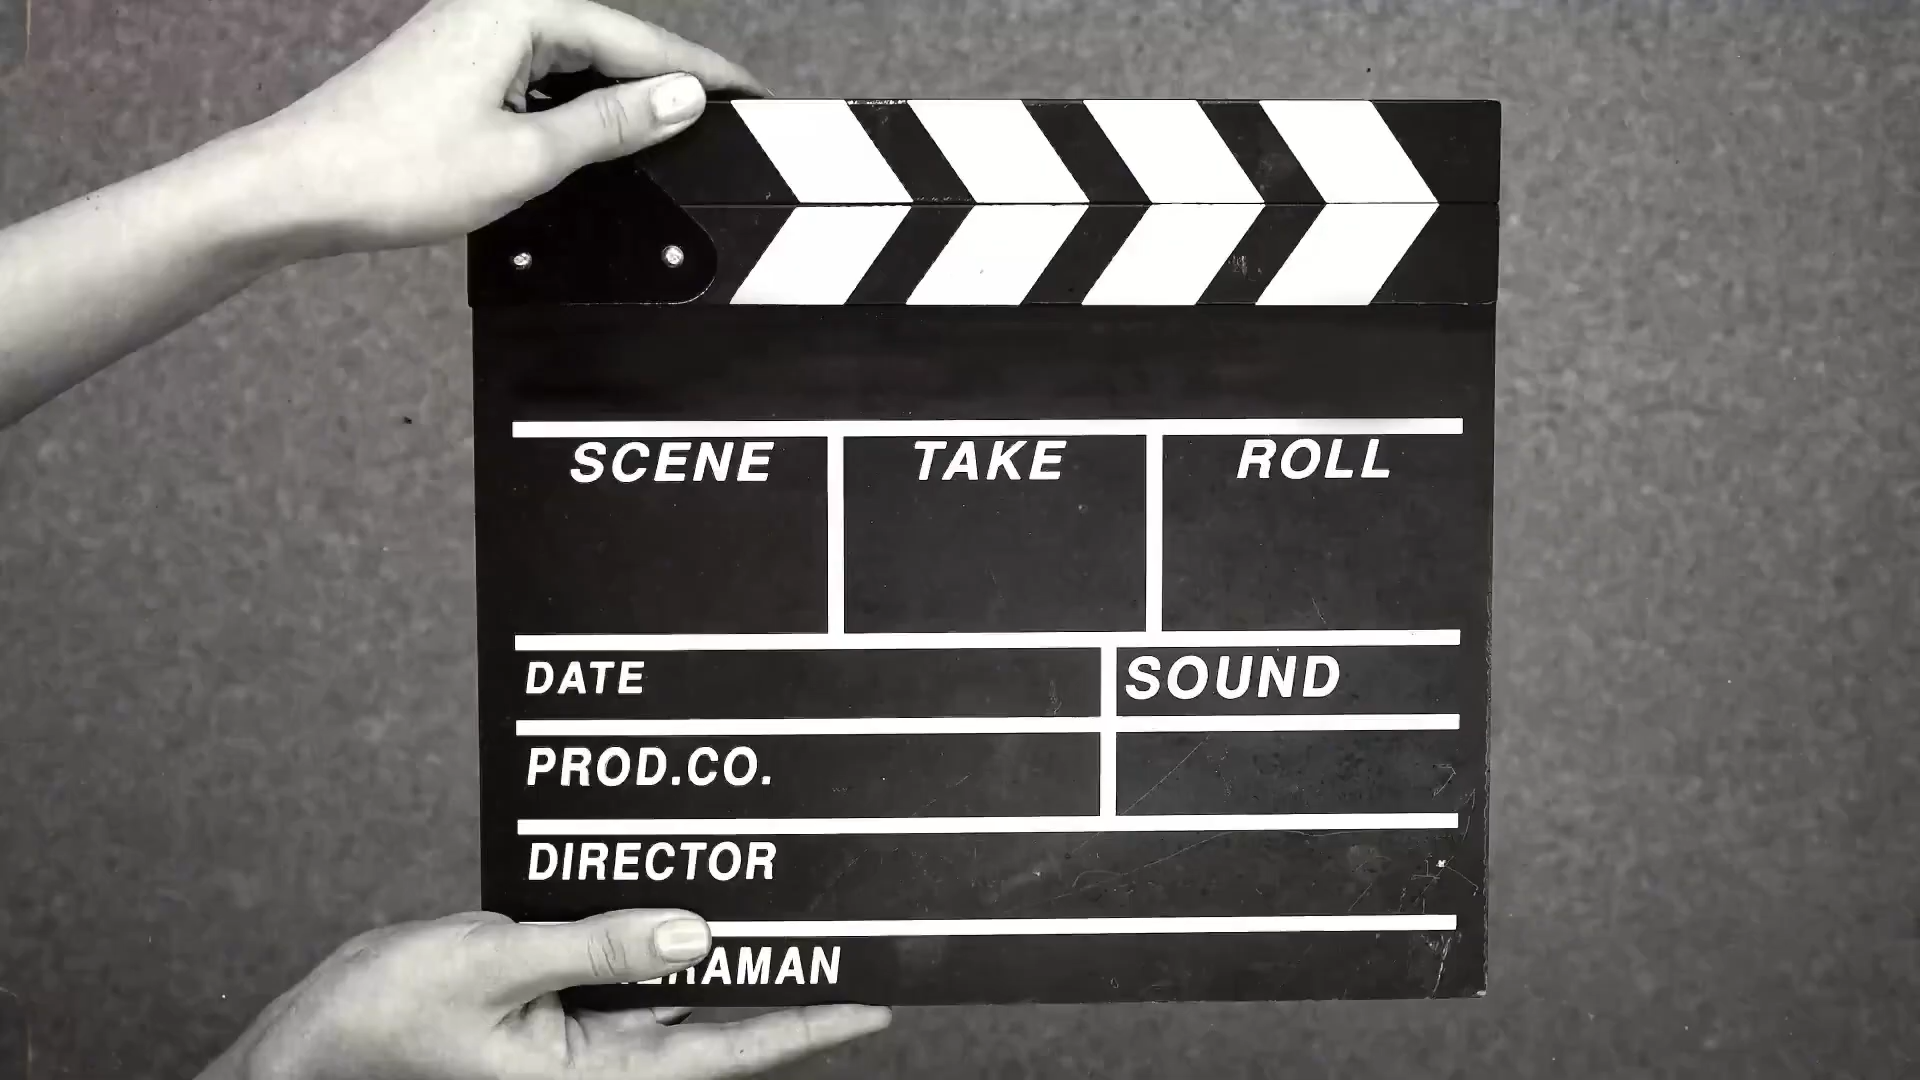 SCENE TAKE ROLL
DATE SOUND
PROD.CO.
DIRECTOR